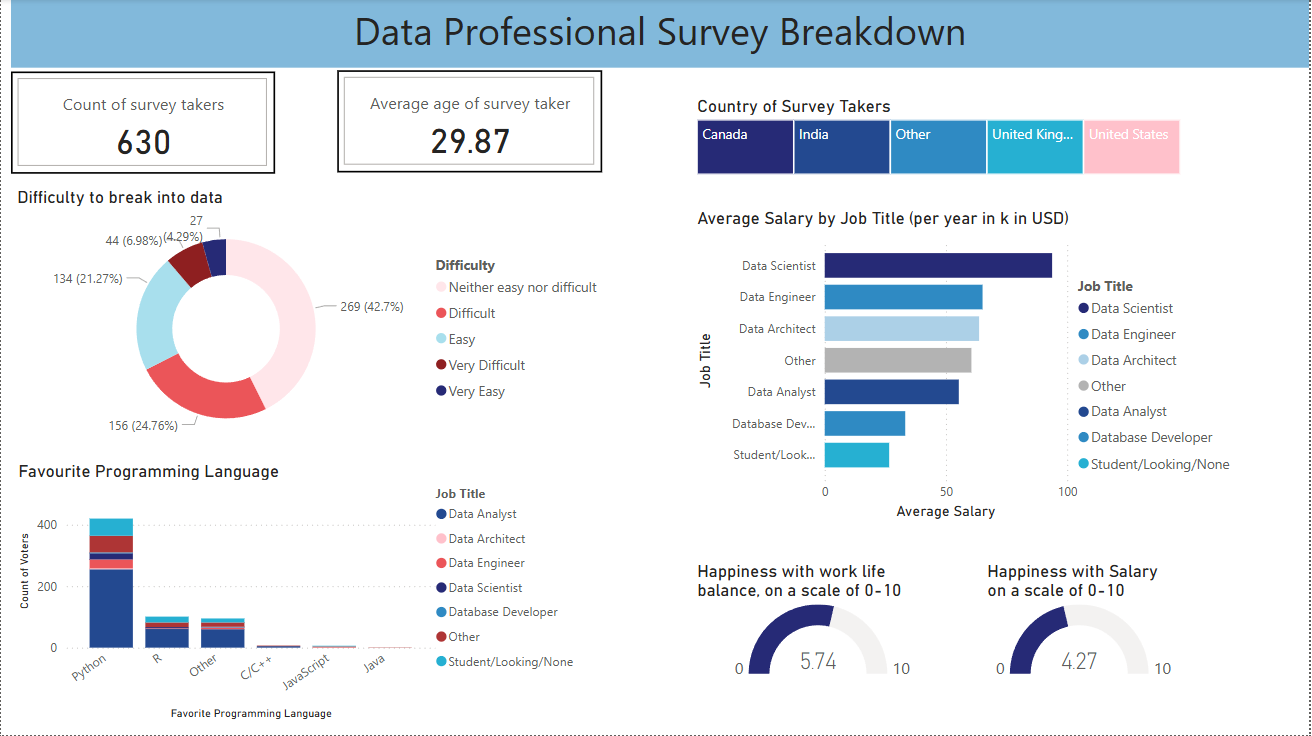 Data Professional Survey Breakdown
Count of survey takers
630
Average age of survey taker
29.87
Country of Survey Takers
Canada
India
Other
United King...
United States
Difficulty to break into data
27
(4.29%)
44 (6.98%)
134 (21.27%)
269 (42.7%)
156 (24.76%)
Difficulty
Neither easy nor difficult
Difficult
Easy
Very Difficult
Very Easy
Average Salary by Job Title (per year in k in USD)
Job Title
Data Scientist
Data Engineer
Data Architect
Other
Data Analyst
Database Dev...
Student/Look...
0
50
100
Average Salary
Job Title
Data Scientist
Data Engineer
Data Architect
Other
Data Analyst
Database Developer
Student/Looking/None
Favourite Programming Language
Count of Voters
400
200
0
Python
R
Other
C/C++
JavaScript
Java
Favorite Programming Language
Job Title
Data Analyst
Data Architect
Data Engineer
Data Scientist
Database Developer
Other
Student/Looking/None
Happiness with work life
balance, on a scale of 0-10
0
5.74
10
Happiness with Salary
on a scale of 0-10
0
4.27
10